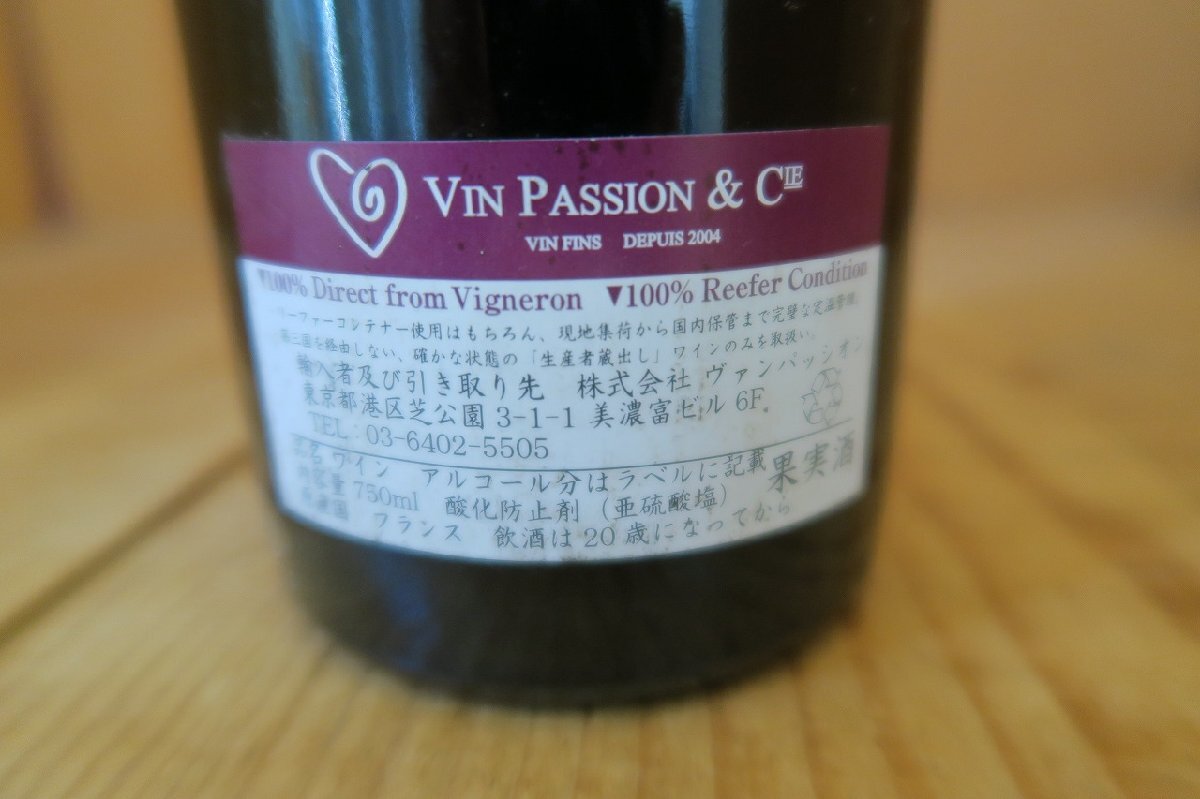 VIN PASSION & CIE
VIN FINS DEPUIS 2004
▼100% Direct from Vigneron ▼100% Reefer Condition
リーファーコンテナー使用はもちろん、現地集荷から国内保管まで完璧な定温管理。
第三国を経由しない、確かな状態の「生産者蔵出し」ワインのみを取扱い。
輸入者及び引き取り先 株式会社 ヴァンパッシオン
東京都港区芝公園 3-1-1 美濃富ビル 6F
TEL : 03-6402-5505
品名 ワイン アルコール分はラベルに記載 果実酒
内容量 750ml 酸化防止剤 (亜硫酸塩)
原産国 フランス 飲酒は20歳になってから